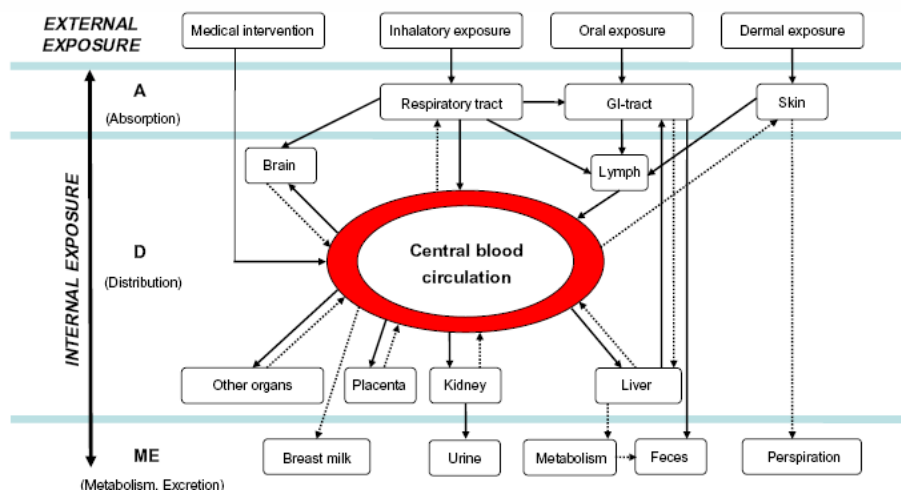 EXTERNAL
EXPOSURE
Medical intervention
Inhalatory exposure
Oral exposure
Dermal exposure
A
(Absorption)
Respiratory tract
GI-tract
Skin
Brain
Lymph
INTERNAL EXPOSURE
D
(Distribution)
Central blood
circulation
Other organs
Placenta
Kidney
Liver
ME
(Metabolism, Excretion)
Breast milk
Urine
Metabolism
Feces
Perspiration